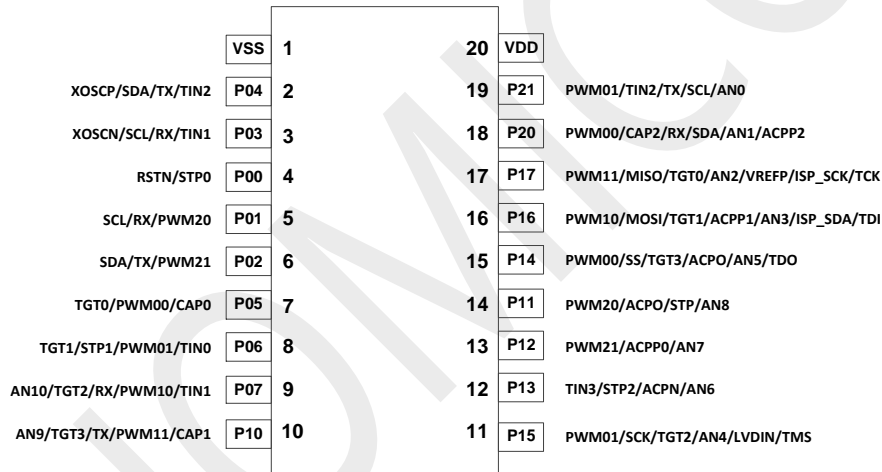 VSS 1 20 VDD
XOSCP/SDA/TX/TIN2 P04 2 19 P21 PWM01/TIN2/TX/SCL/AN0
XOSCN/SCL/RX/TIN1 P03 3 18 P20 PWM00/CAP2/RX/SDA/AN1/ACPP2
RSTN/STP0 P00 4 17 P17 PWM11/MISO/TGT0/AN2/VREFP/ISP_SCK/TCK
SCL/RX/PWM20 P01 5 16 P16 PWM10/MOSI/TGT1/ACPP1/AN3/ISP_SDA/TDI
SDA/TX/PWM21 P02 6 15 P14 PWM00/SS/TGT3/ACPO/AN5/TDO
TGT0/PWM00/CAP0 P05 7 14 P11 PWM20/ACPO/STP/AN8
TGT1/STP1/PWM01/TIN0 P06 8 13 P12 PWM21/ACPP0/AN7
AN10/TGT2/RX/PWM10/TIN1 P07 9 12 P13 TIN3/STP2/ACPN/AN6
AN9/TGT3/TX/PWM11/CAP1 P10 10 11 P15 PWM01/SCK/TGT2/AN4/LVDIN/TMS